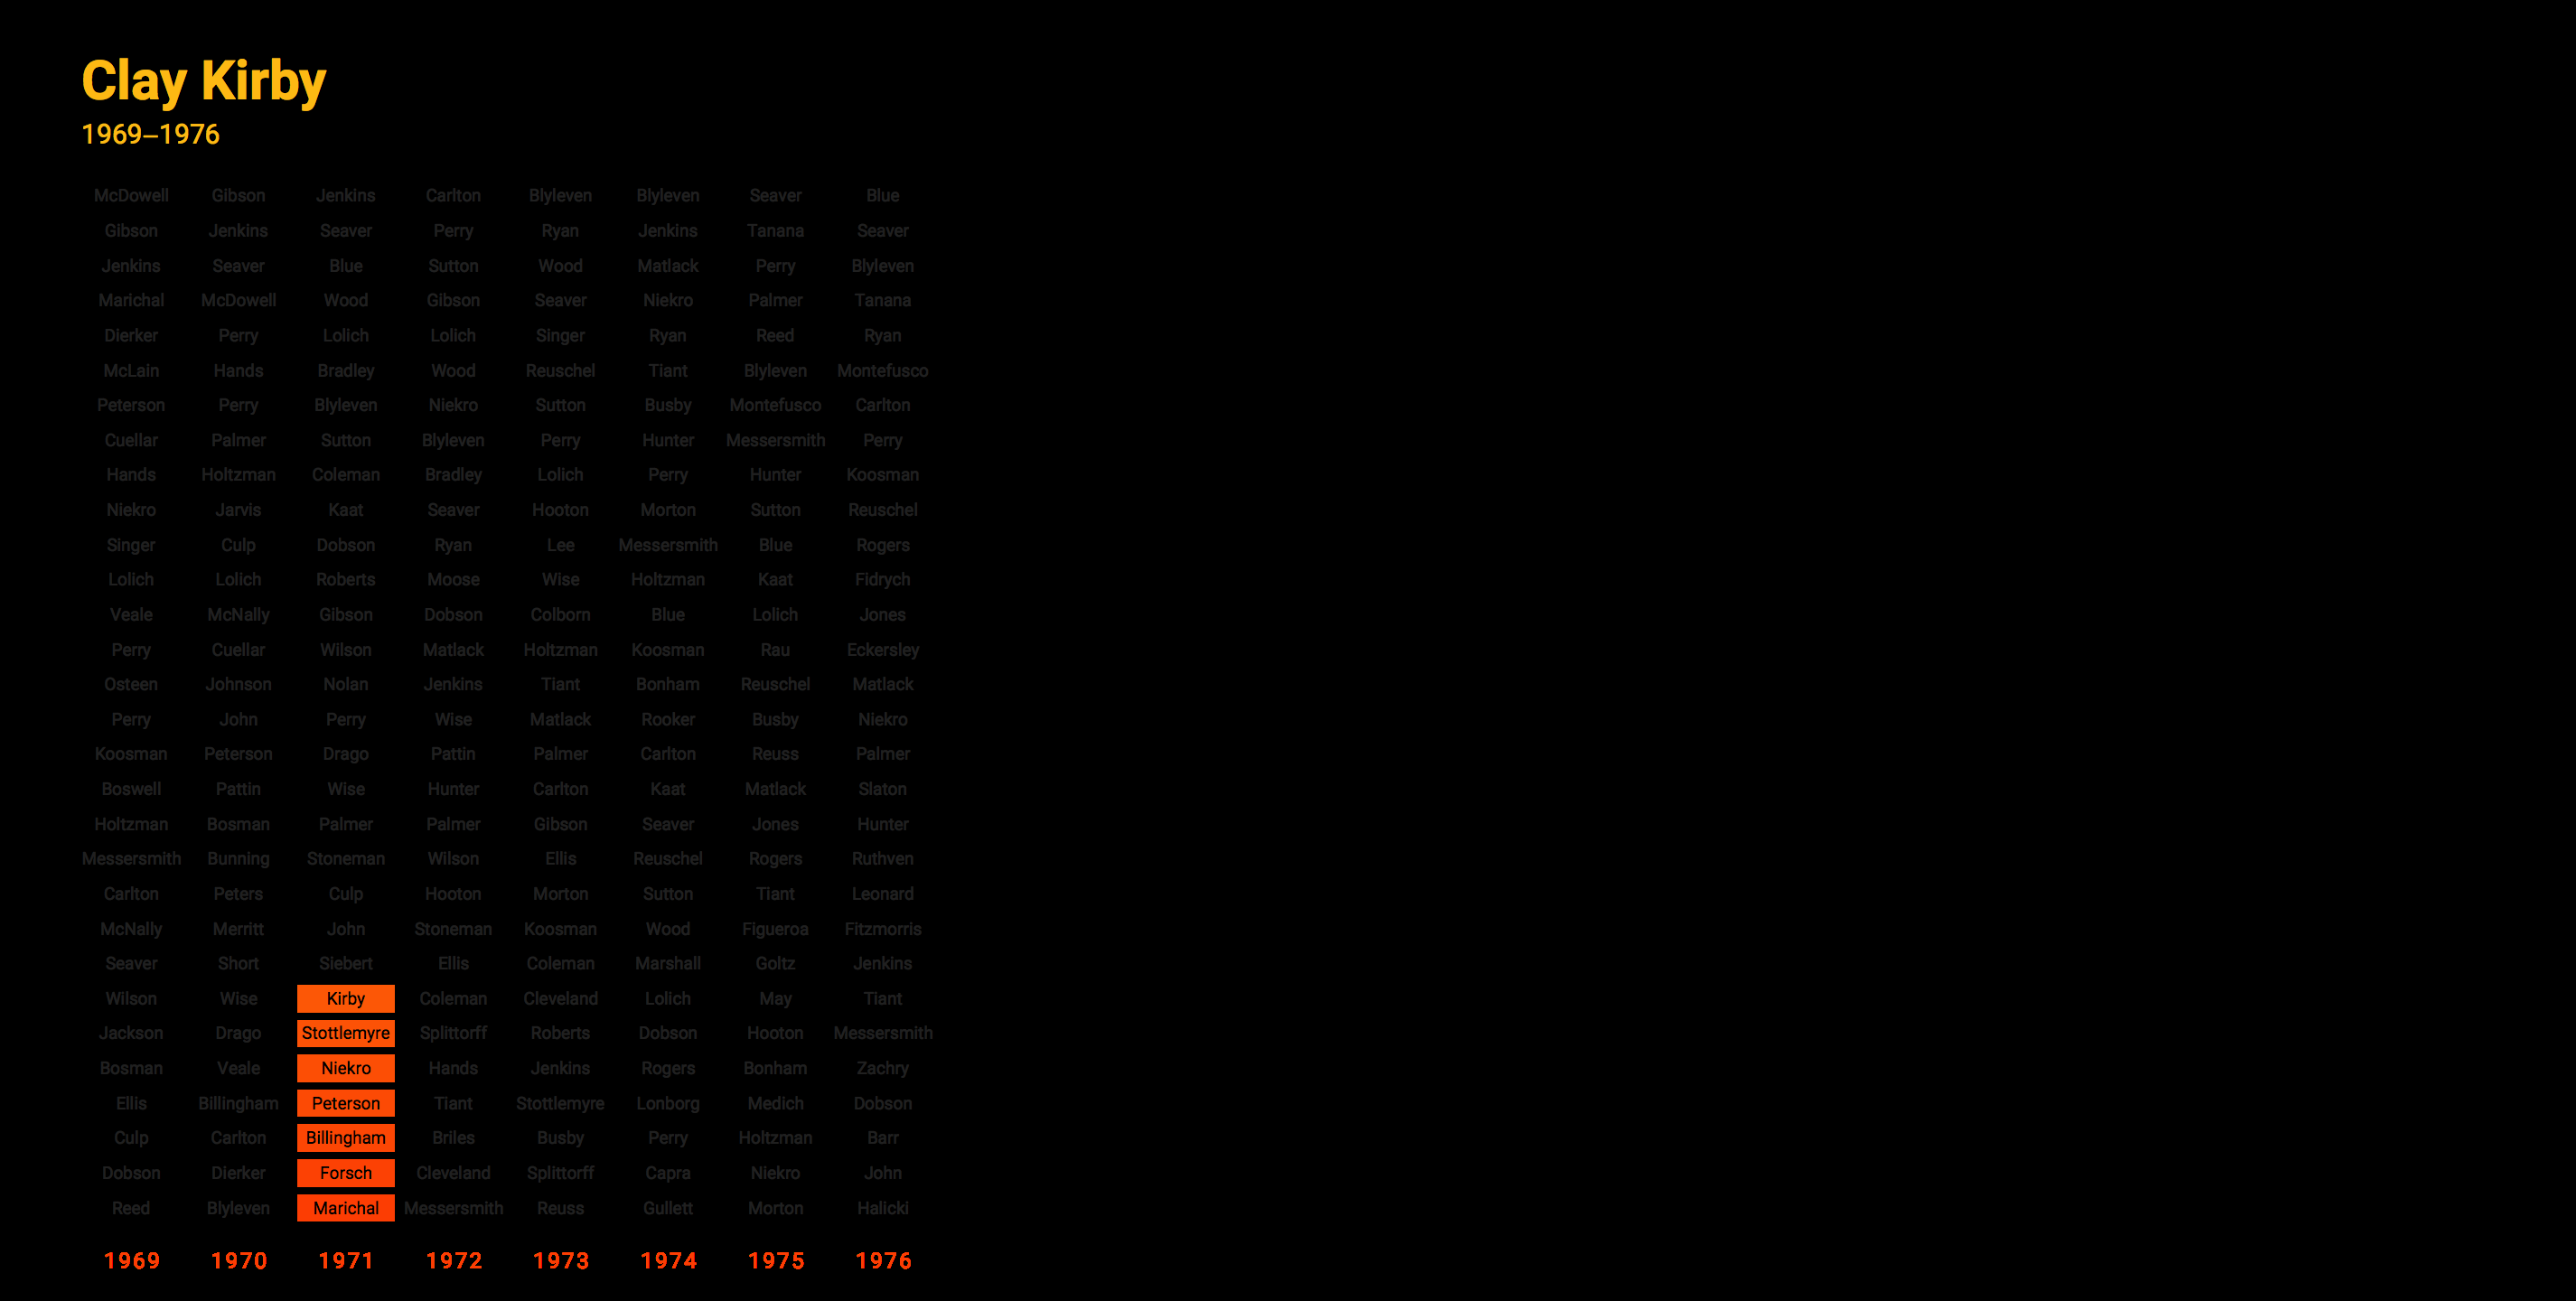 Clay Kirby
1969–1976
McDowell Gibson Jenkins Carlton Blyleven Blyleven Seaver Blue
Gibson Jenkins Seaver Perry Ryan Jenkins Tanana Seaver
Jenkins Seaver Blue Sutton Wood Matlack Perry Blyleven
Marichal McDowell Wood Gibson Seaver Niekro Palmer Tanana
Dierker Perry Lolich Lolich Singer Ryan Reed Ryan
McLain Hands Bradley Wood Reuschel Tiant Blyleven Montefusco
Peterson Perry Blyleven Niekro Sutton Busby Montefusco Carlton
Cuellar Palmer Sutton Blyleven Perry Hunter Messersmith Perry
Hands Holtzman Coleman Bradley Lolich Perry Hunter Koosman
Niekro Jarvis Kaat Seaver Hooton Morton Sutton Reuschel
Singer Culp Dobson Ryan Lee Messersmith Blue Rogers
Lolich Lolich Roberts Moose Wise Holtzman Kaat Fidrych
Veale McNally Gibson Dobson Colborn Blue Lolich Jones
Perry Cuellar Wilson Matlack Holtzman Koosman Rau Eckersley
Osteen Johnson Nolan Jenkins Tiant Bonham Reuschel Matlack
Perry John Perry Wise Matlack Rooker Busby Niekro
Koosman Peterson Drago Pattin Palmer Carlton Reuss Palmer
Boswell Pattin Wise Hunter Carlton Kaat Matlack Slaton
Holtzman Bosman Palmer Palmer Gibson Seaver Jones Hunter
Messersmith Bunning Stoneman Wilson Ellis Reuschel Rogers Ruthven
Carlton Peters Culp Hooton Morton Sutton Tiant Leonard
McNally Merritt John Stoneman Koosman Wood Figueroa Fitzmorris
Seaver Short Siebert Ellis Coleman Marshall Goltz Jenkins
Wilson Wise Kirby Coleman Cleveland Lolich May Tiant
Jackson Drago Stottlemyre Splittorff Roberts Dobson Hooton Messersmith
Bosman Veale Niekro Hands Jenkins Rogers Bonham Zachry
Ellis Billingham Peterson Tiant Stottlemyre Lonborg Medich Dobson
Culp Carlton Billingham Briles Busby Perry Holtzman Barr
Dobson Dierker Forsch Cleveland Splittorff Capra Niekro John
Reed Blyleven Marichal Messersmith Reuss Gullett Morton Halicki
1969 1970 1971 1972 1973 1974 1975 1976